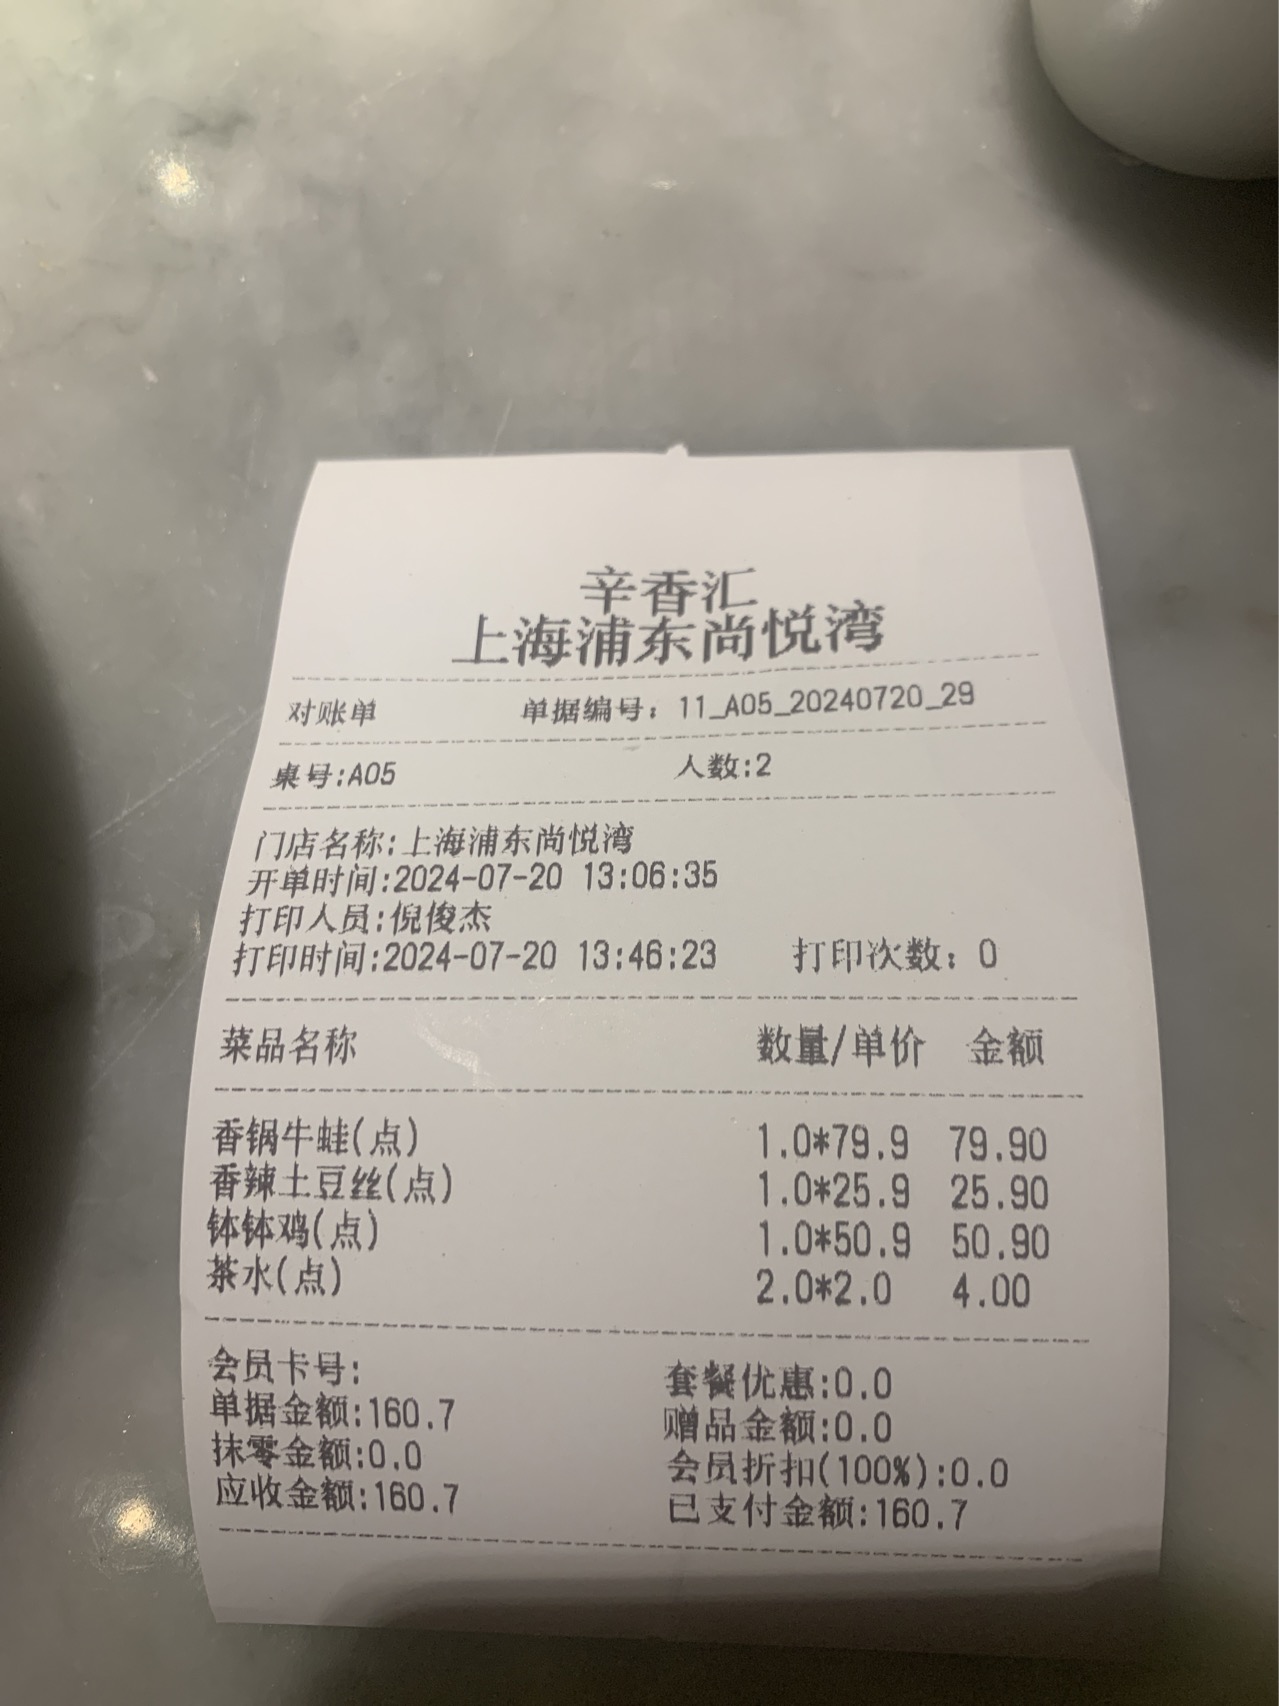 辛香汇
上海浦东尚悦湾
对账单 单据编号：11_A05_20240720_29
桌号:A05 人数:2
门店名称:上海浦东尚悦湾
开单时间:2024-07-20 13:06:35
打印人员:倪俊杰
打印时间:2024-07-20 13:46:23 打印次数：0
菜品名称 数量/单价 金额
香锅牛蛙(点) 1.0*79.9 79.90
香辣土豆丝(点) 1.0*25.9 25.90
钵钵鸡(点) 1.0*50.9 50.90
茶水(点) 2.0*2.0 4.00
会员卡号: 套餐优惠:0.0
单据金额:160.7 赠品金额:0.0
抹零金额:0.0 会员折扣(100%):0.0
应收金额:160.7 已支付金额:160.7